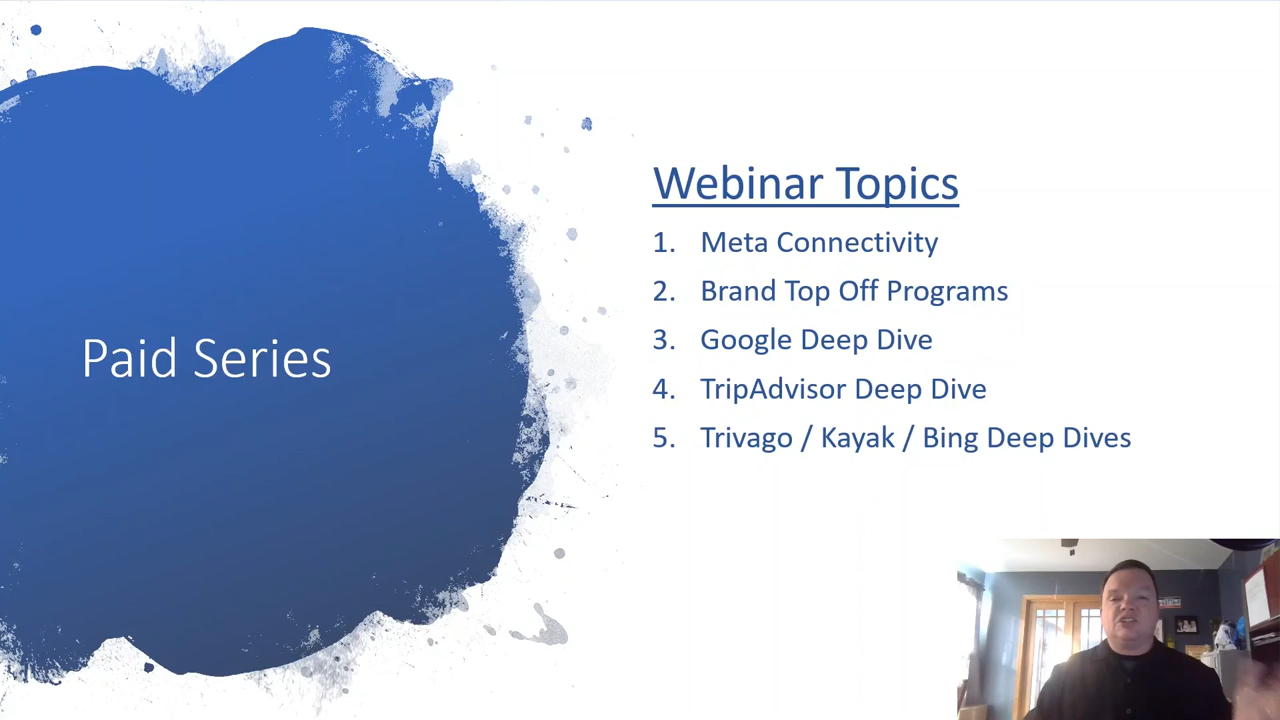 Paid Series
Webinar Topics
1. Meta Connectivity
2. Brand Top Off Programs
3. Google Deep Dive
4. TripAdvisor Deep Dive
5. Trivago / Kayak / Bing Deep Dives